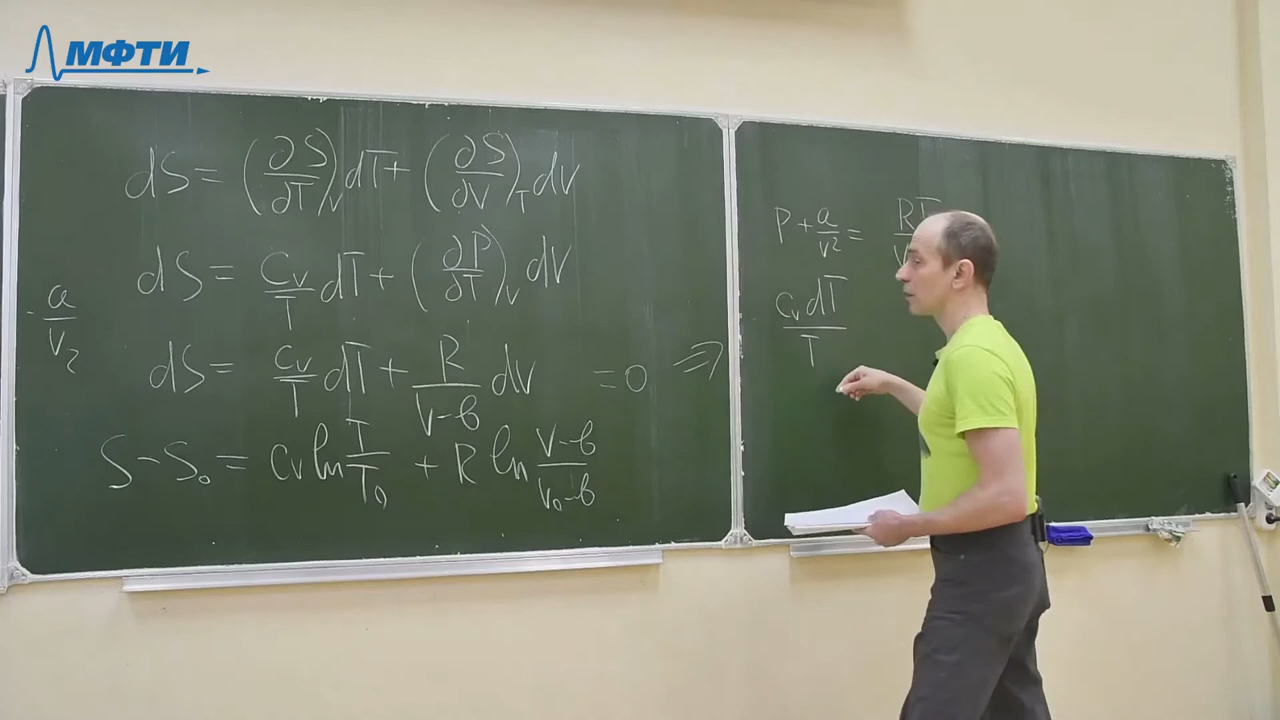 МФТИ
dS = (∂S/∂T)_V dT + (∂S/∂V)_T dV
dS = C_V/T dT + (∂P/∂T)_V dV
- a/V²
dS = C_V/T dT + R/(V-в) dV = 0 ⇒
S - S₀ = C_V ln T/T₀ + R ln (V-в)/(V₀-в)
P + a/V² = RT/V
C_V dT/T